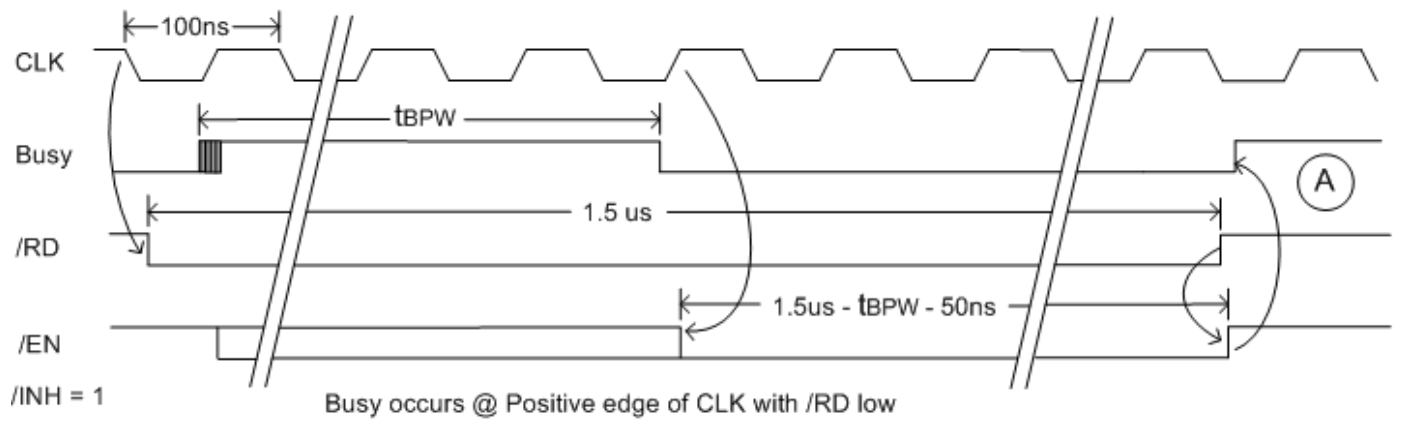 100ns
CLK
tBPW
Busy
A
1.5 us
/RD
1.5us - tBPW - 50ns
/EN
/INH = 1
Busy occurs @ Positive edge of CLK with /RD low